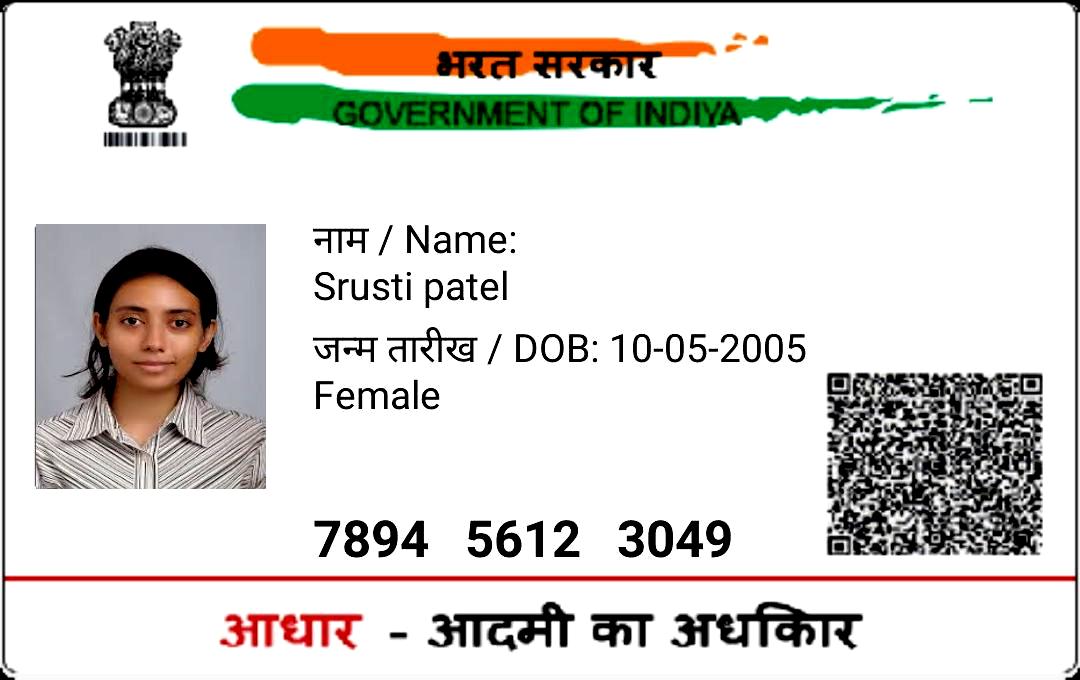 भरत सरकार
GOVERNMENT OF INDIYA
नाम / Name:
Srusti patel
जन्म तारीख / DOB: 10-05-2005
Female
7894 5612 3049
आधार - आदमी का अधकिार